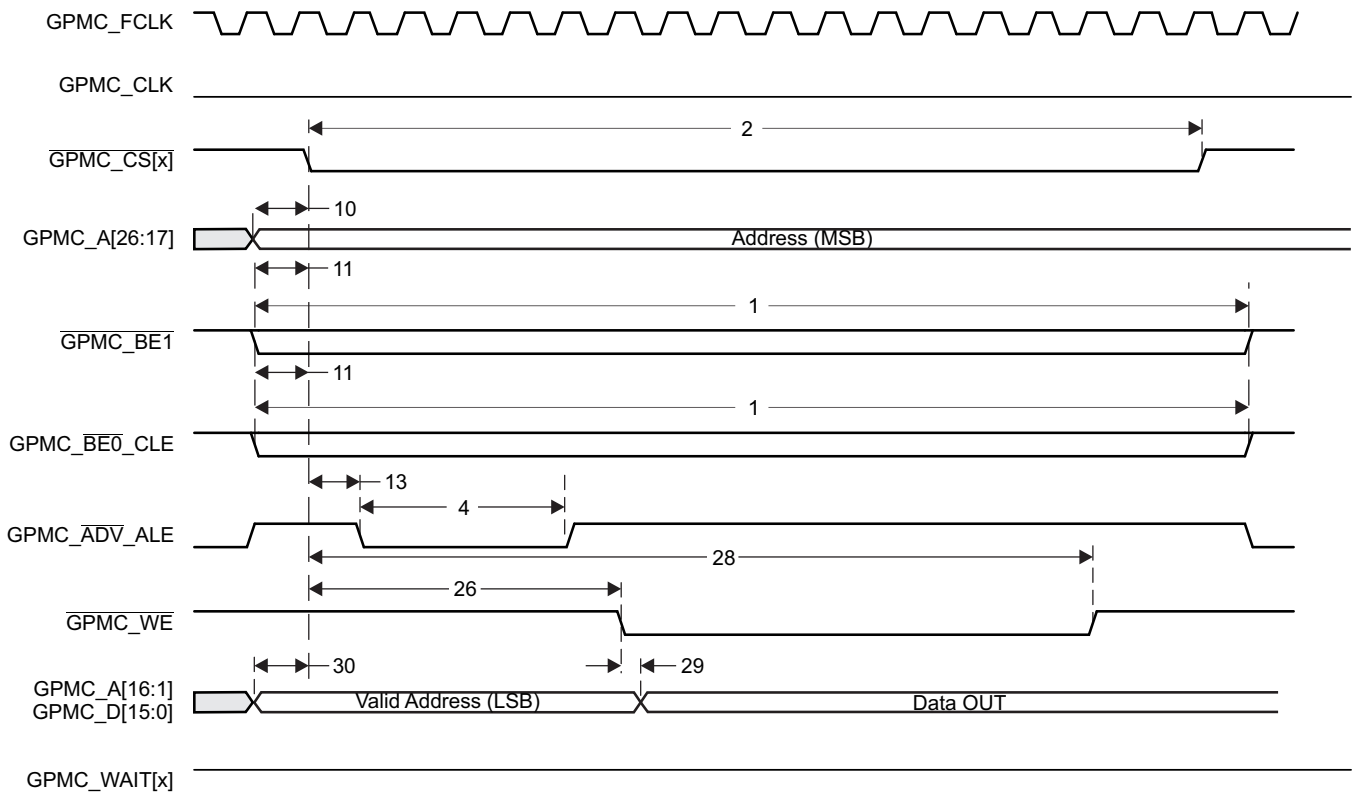 GPMC_FCLK
GPMC_CLK
2
GPMC_CS[x]
10
GPMC_A[26:17]
Address (MSB)
11
1
GPMC_BE1
11
1
GPMC_BE0_CLE
13
4
GPMC_ADV_ALE
28
26
GPMC_WE
30
29
GPMC_A[16:1]
GPMC_D[15:0]
Valid Address (LSB)
Data OUT
GPMC_WAIT[x]